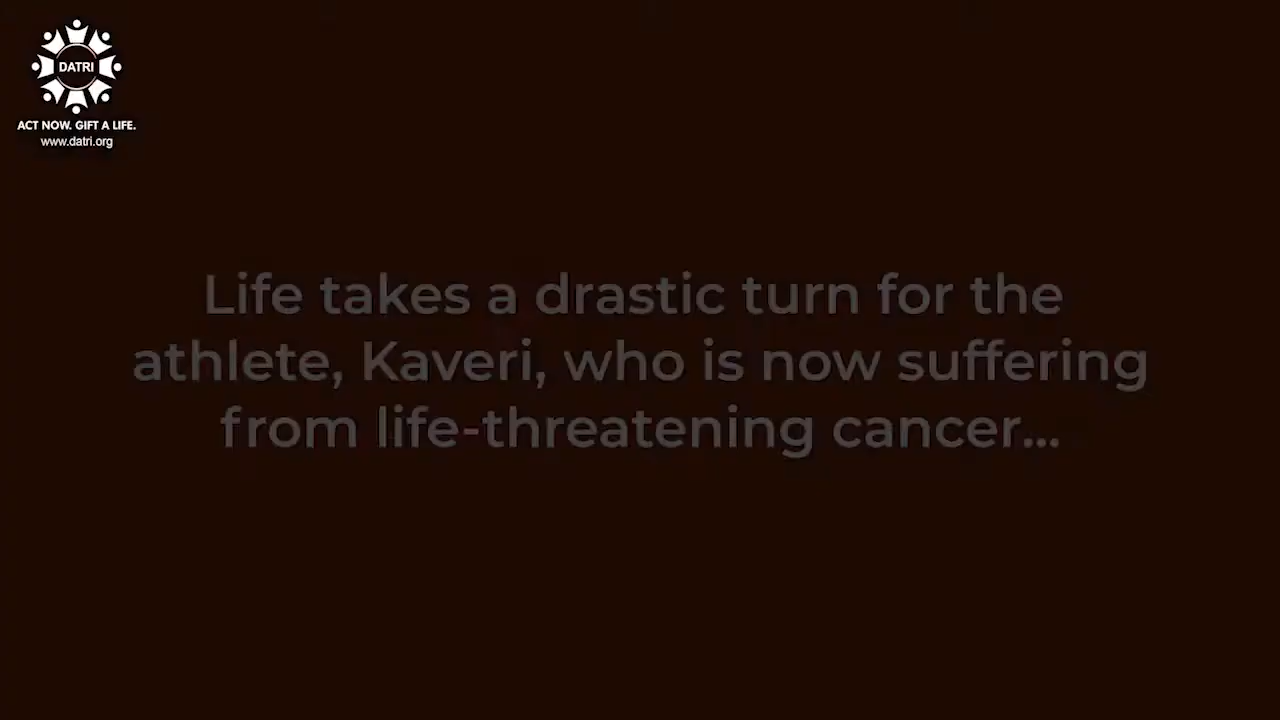 DATRI
ACT NOW. GIFT A LIFE.
www.datri.org
Life takes a drastic turn for the
athlete, Kaveri, who is now suffering
from life-threatening cancer...